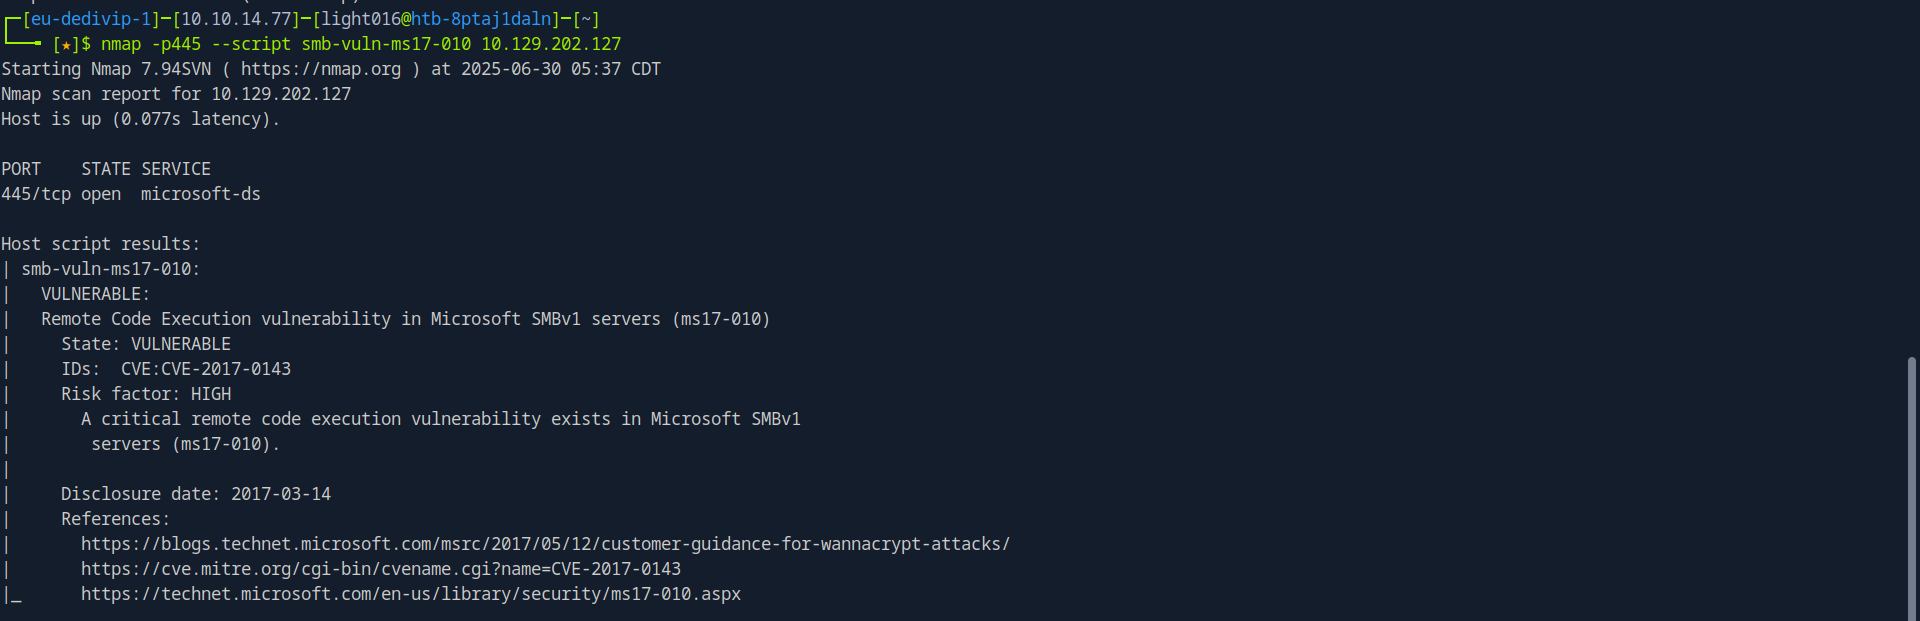 ┌─[eu-dedivip-1]─[10.10.14.77]─[light016@htb-8ptaj1daln]─[~]
└──╼ [★]$ nmap -p445 --script smb-vuln-ms17-010 10.129.202.127
Starting Nmap 7.94SVN ( https://nmap.org ) at 2025-06-30 05:37 CDT
Nmap scan report for 10.129.202.127
Host is up (0.077s latency).

PORT    STATE SERVICE
445/tcp open  microsoft-ds

Host script results:
| smb-vuln-ms17-010:
|   VULNERABLE:
|   Remote Code Execution vulnerability in Microsoft SMBv1 servers (ms17-010)
|     State: VULNERABLE
|     IDs:  CVE:CVE-2017-0143
|     Risk factor: HIGH
|       A critical remote code execution vulnerability exists in Microsoft SMBv1
|        servers (ms17-010).
|
|     Disclosure date: 2017-03-14
|     References:
|       https://blogs.technet.microsoft.com/msrc/2017/05/12/customer-guidance-for-wannacrypt-attacks/
|       https://cve.mitre.org/cgi-bin/cvename.cgi?name=CVE-2017-0143
|_      https://technet.microsoft.com/en-us/library/security/ms17-010.aspx